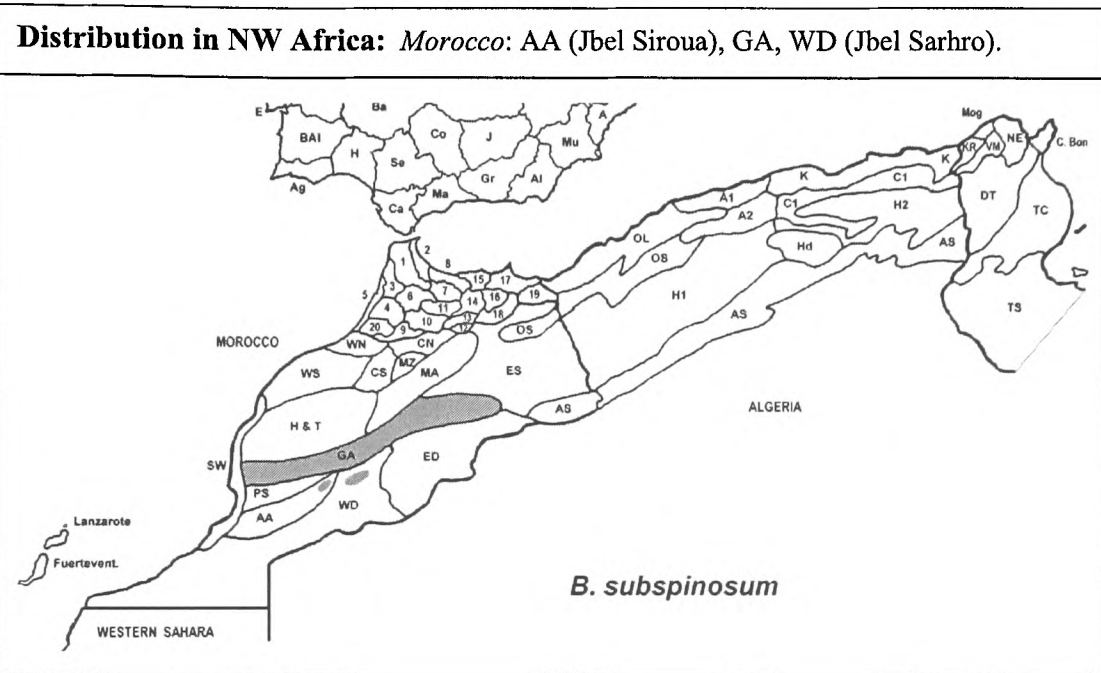 Distribution in NW Africa: Morocco: AA (Jbel Siroua), GA, WD (Jbel Sarhro).
E Ba A
BAI H Se Co J Mu
Ag Ca Ma Gr Al
Mog KR VM NE C. Bon
K K C1 DT TC
A1 A2 C1 H2
OL OS Hd AS TS
1 2 8 15 17
3 6 7 14 16 19
5 4 11 18 H1
20 9 10 13 12 OS AS
MOROCCO WN CN
WS CS MZ MA ES
AS ALGERIA
H & T
SW GA ED
PS
AA WD
Lanzarote
Fuertevent.
B. subspinosum
WESTERN SAHARA